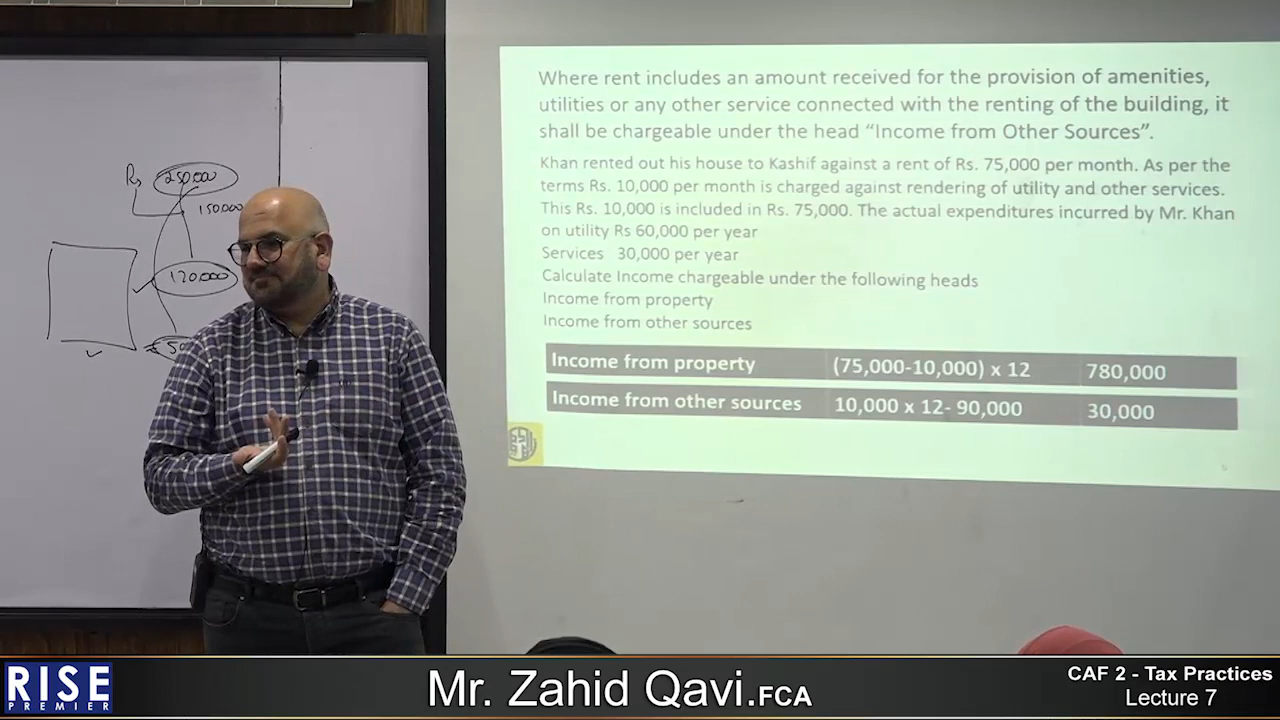 Rs 250,000
150,000
120,000
Where rent includes an amount received for the provision of amenities,
utilities or any other service connected with the renting of the building, it
shall be chargeable under the head “Income from Other Sources”.
Khan rented out his house to Kashif against a rent of Rs. 75,000 per month. As per the
terms Rs. 10,000 per month is charged against rendering of utility and other services.
This Rs. 10,000 is included in Rs. 75,000. The actual expenditures incurred by Mr. Khan
on utility Rs 60,000 per year
Services 30,000 per year
Calculate Income chargeable under the following heads
Income from property
Income from other sources
Income from property (75,000-10,000) x 12 780,000
Income from other sources 10,000 x 12- 90,000 30,000
RISE
PREMIER
Mr. Zahid Qavi.FCA
CAF 2 - Tax Practices
Lecture 7